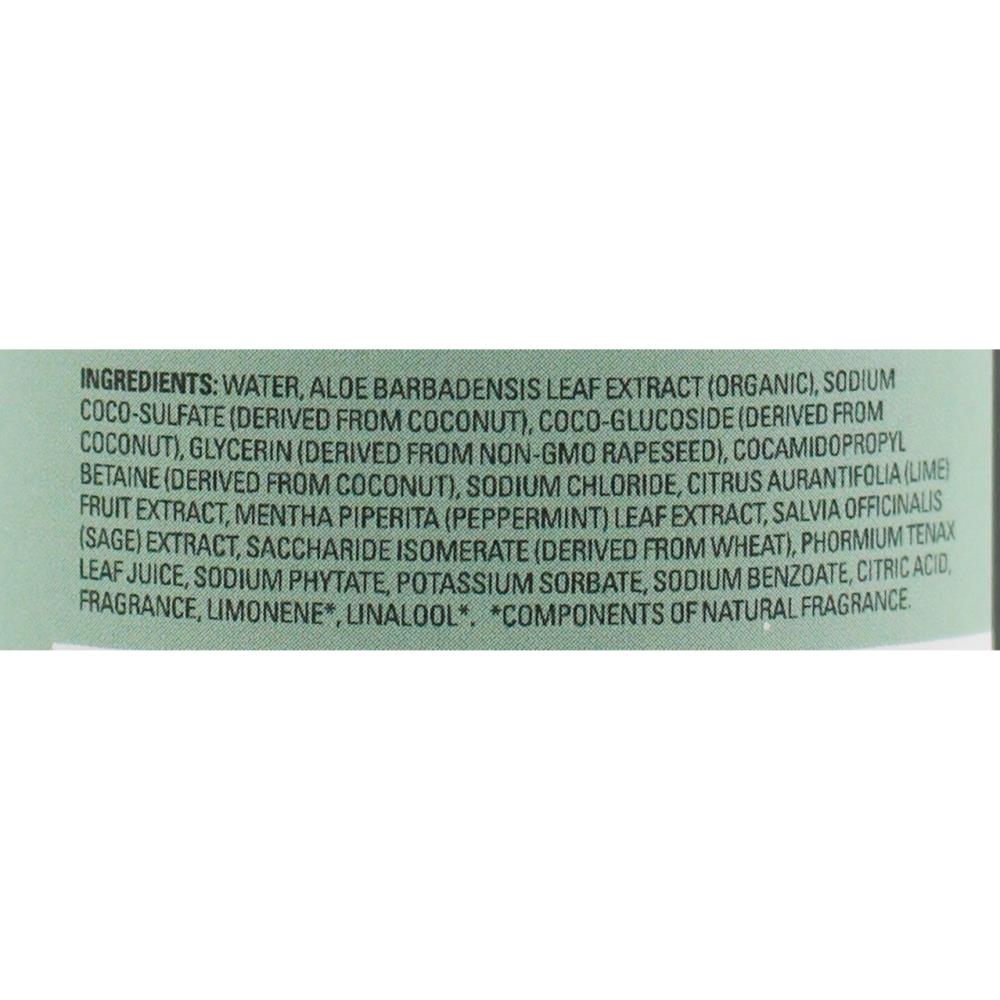 INGREDIENTS: WATER, ALOE BARBADENSIS LEAF EXTRACT (ORGANIC), SODIUM
COCO-SULFATE (DERIVED FROM COCONUT), COCO-GLUCOSIDE (DERIVED FROM
COCONUT), GLYCERIN (DERIVED FROM NON-GMO RAPESEED), COCAMIDOPROPYL
BETAINE (DERIVED FROM COCONUT), SODIUM CHLORIDE, CITRUS AURANTIFOLIA (LIME)
FRUIT EXTRACT, MENTHA PIPERITA (PEPPERMINT) LEAF EXTRACT, SALVIA OFFICINALIS
(SAGE) EXTRACT, SACCHARIDE ISOMERATE (DERIVED FROM WHEAT), PHORMIUM TENAX
LEAF JUICE, SODIUM PHYTATE, POTASSIUM SORBATE, SODIUM BENZOATE, CITRIC ACID,
FRAGRANCE, LIMONENE*, LINALOOL*. *COMPONENTS OF NATURAL FRAGRANCE.